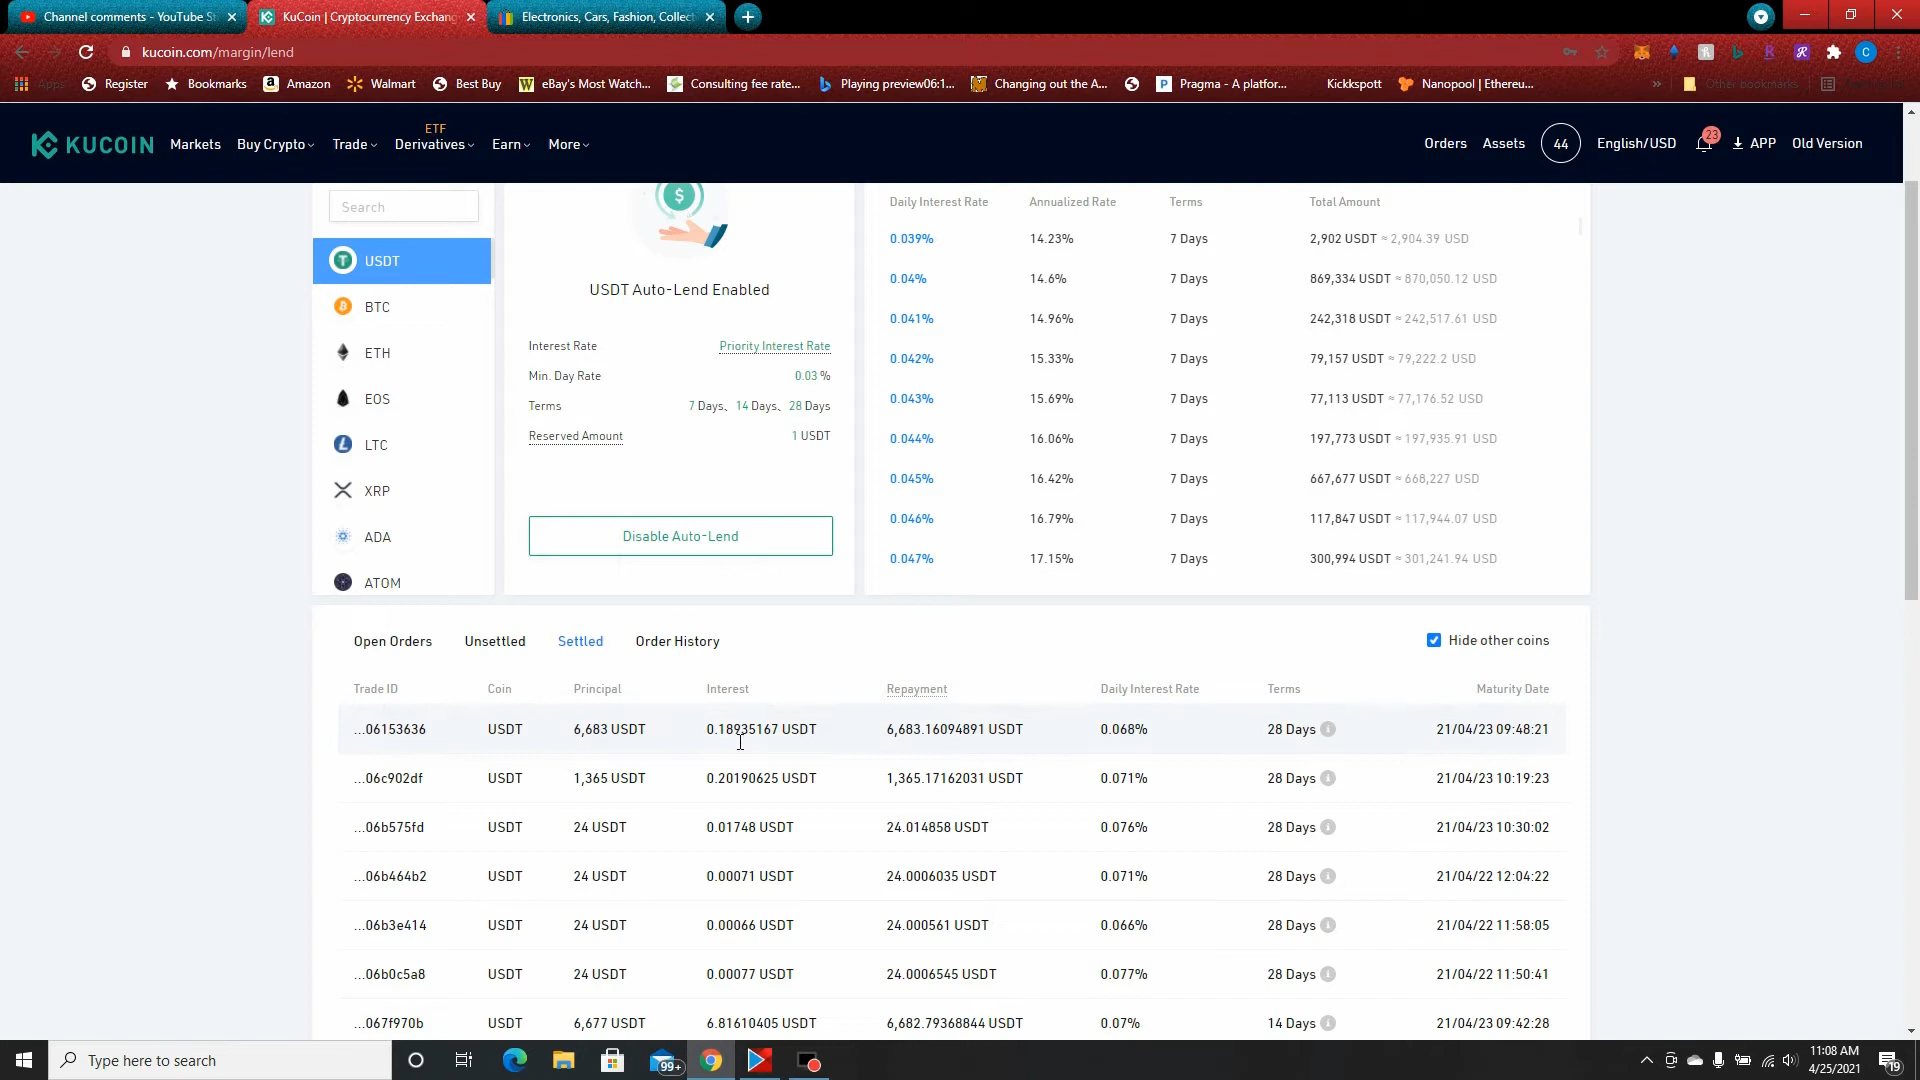 Channel comments - YouTube St
KuCoin | Cryptocurrency Exchang
Electronics, Cars, Fashion, Collect
kucoin.com/margin/lend
Apps
Register
Bookmarks
Amazon
Walmart
Best Buy
eBay's Most Watch...
Consulting fee rate...
Playing preview06:1...
Changing out the A...
Pragma - A platfor...
Kickkspott
Nanopool | Ethereu...
»
Other bookmarks
KUCOIN
Markets
Buy Crypto
Trade
ETF
Derivatives
Earn
More
Orders
Assets
44
English/USD
23
APP
Old Version
Search
USDT
BTC
ETH
EOS
LTC
XRP
ADA
ATOM
USDT Auto-Lend Enabled
Interest Rate Priority Interest Rate
Min. Day Rate 0.03 %
Terms 7 Days、14 Days、28 Days
Reserved Amount 1 USDT
Disable Auto-Lend
Daily Interest Rate Annualized Rate Terms Total Amount
0.039% 14.23% 7 Days 2,902 USDT ≈ 2,904.39 USD
0.04% 14.6% 7 Days 869,334 USDT ≈ 870,050.12 USD
0.041% 14.96% 7 Days 242,318 USDT ≈ 242,517.61 USD
0.042% 15.33% 7 Days 79,157 USDT ≈ 79,222.2 USD
0.043% 15.69% 7 Days 77,113 USDT ≈ 77,176.52 USD
0.044% 16.06% 7 Days 197,773 USDT ≈ 197,935.91 USD
0.045% 16.42% 7 Days 667,677 USDT ≈ 668,227 USD
0.046% 16.79% 7 Days 117,847 USDT ≈ 117,944.07 USD
0.047% 17.15% 7 Days 300,994 USDT ≈ 301,241.94 USD
Open Orders Unsettled Settled Order History Hide other coins
Trade ID Coin Principal Interest Repayment Daily Interest Rate Terms Maturity Date
...06153636 USDT 6,683 USDT 0.18935167 USDT 6,683.16094891 USDT 0.068% 28 Days 21/04/23 09:48:21
...06c902df USDT 1,365 USDT 0.20190625 USDT 1,365.17162031 USDT 0.071% 28 Days 21/04/23 10:19:23
...06b575fd USDT 24 USDT 0.01748 USDT 24.014858 USDT 0.076% 28 Days 21/04/23 10:30:02
...06b464b2 USDT 24 USDT 0.00071 USDT 24.0006035 USDT 0.071% 28 Days 21/04/22 12:04:22
...06b3e414 USDT 24 USDT 0.00066 USDT 24.000561 USDT 0.066% 28 Days 21/04/22 11:58:05
...06b0c5a8 USDT 24 USDT 0.00077 USDT 24.0006545 USDT 0.077% 28 Days 21/04/22 11:50:41
...067f970b USDT 6,677 USDT 6.81610405 USDT 6,682.79368844 USDT 0.07% 14 Days 21/04/23 09:42:28
Type here to search
99+
11:08 AM
4/25/2021
19